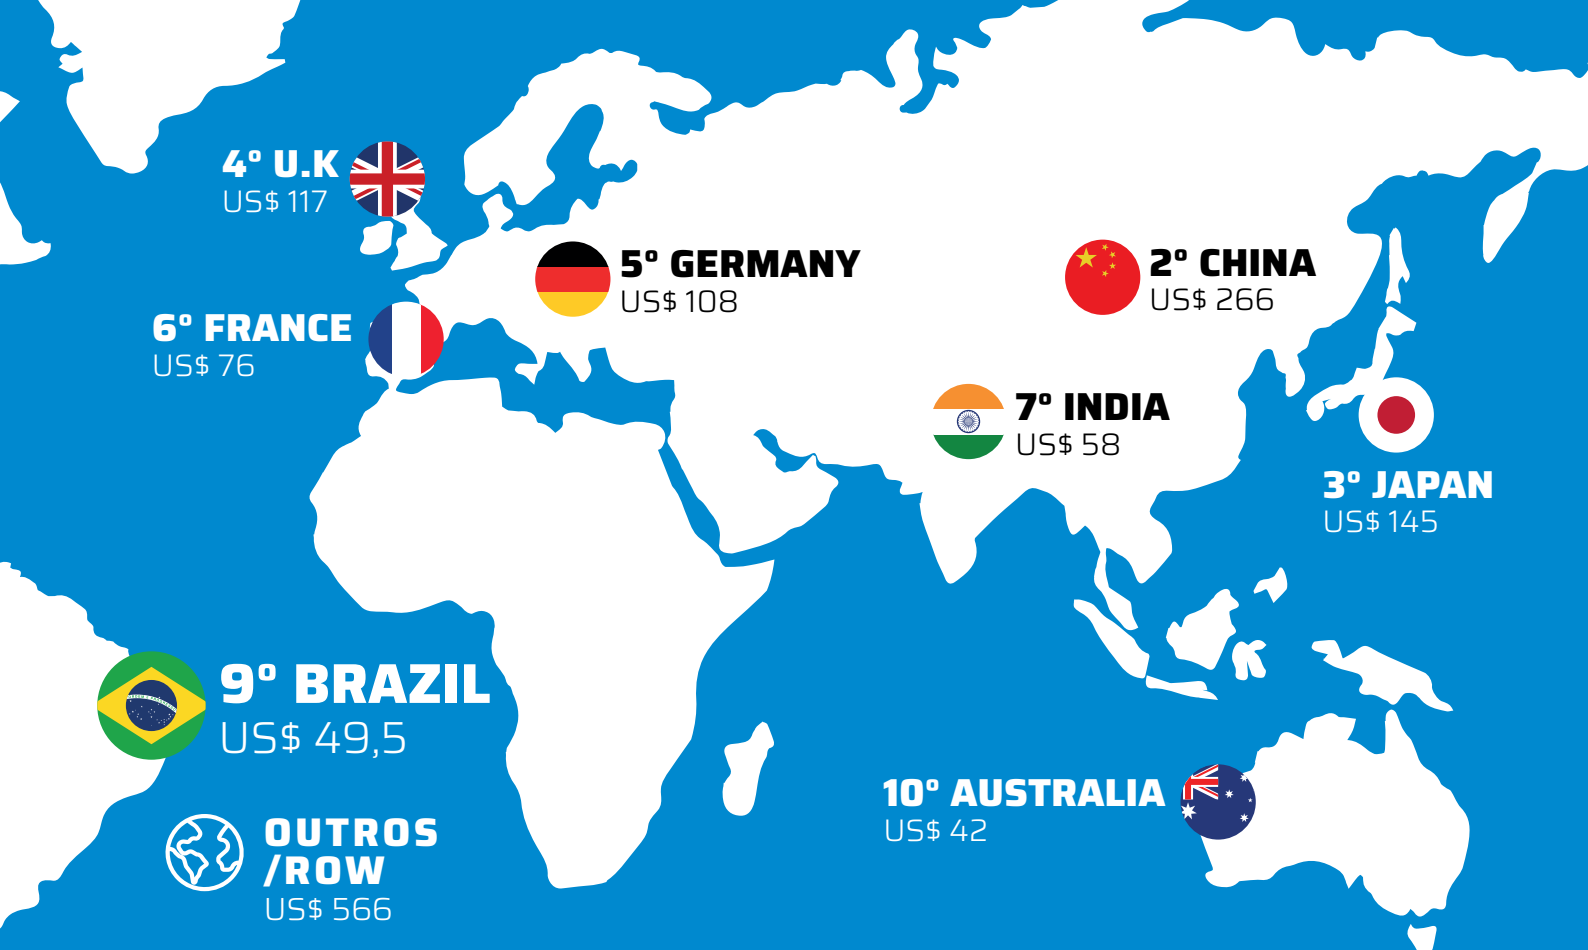 4º U.K
US$ 117
5º GERMANY
US$ 108
2º CHINA
US$ 266
6º FRANCE
US$ 76
7º INDIA
US$ 58
3º JAPAN
US$ 145
9º BRAZIL
US$ 49,5
10º AUSTRALIA
US$ 42
OUTROS
/ROW
US$ 566